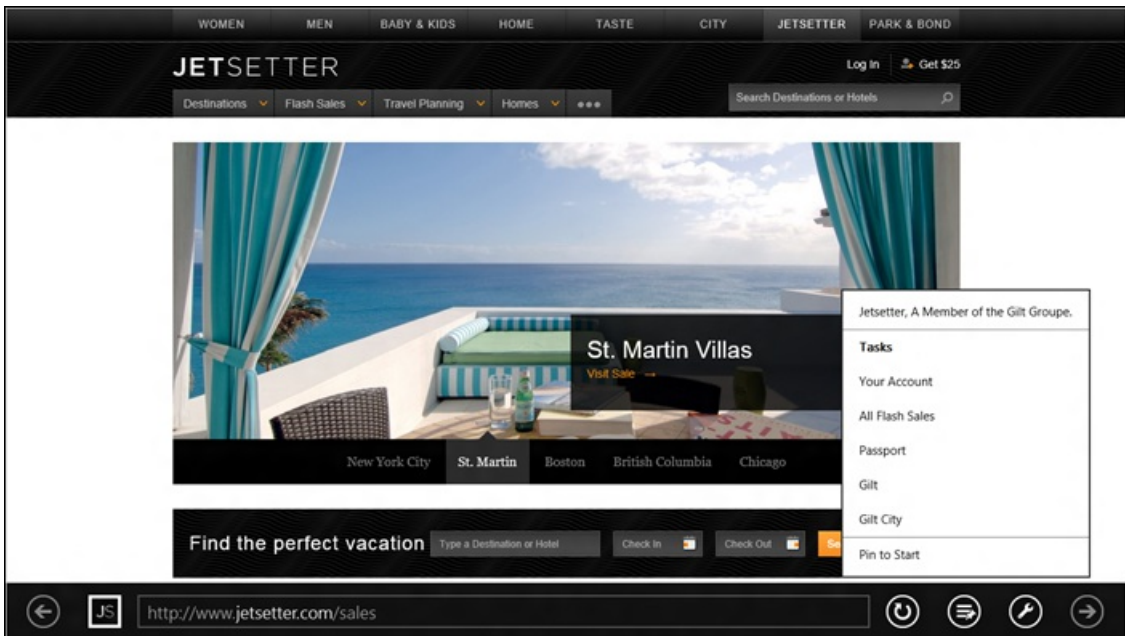 WOMEN MEN BABY & KIDS HOME TASTE CITY JETSETTER PARK & BOND
JETSETTER
Log In Get $25
Destinations Flash Sales Travel Planning Homes
Search Destinations or Hotels
St. Martin Villas
Visit Sale →
New York City St. Martin Boston British Columbia Chicago
Find the perfect vacation Type a Destination or Hotel Check In Check Out Se
Jetsetter, A Member of the Gilt Groupe.
Tasks
Your Account
All Flash Sales
Passport
Gilt
Gilt City
Pin to Start
JS http://www.jetsetter.com/sales